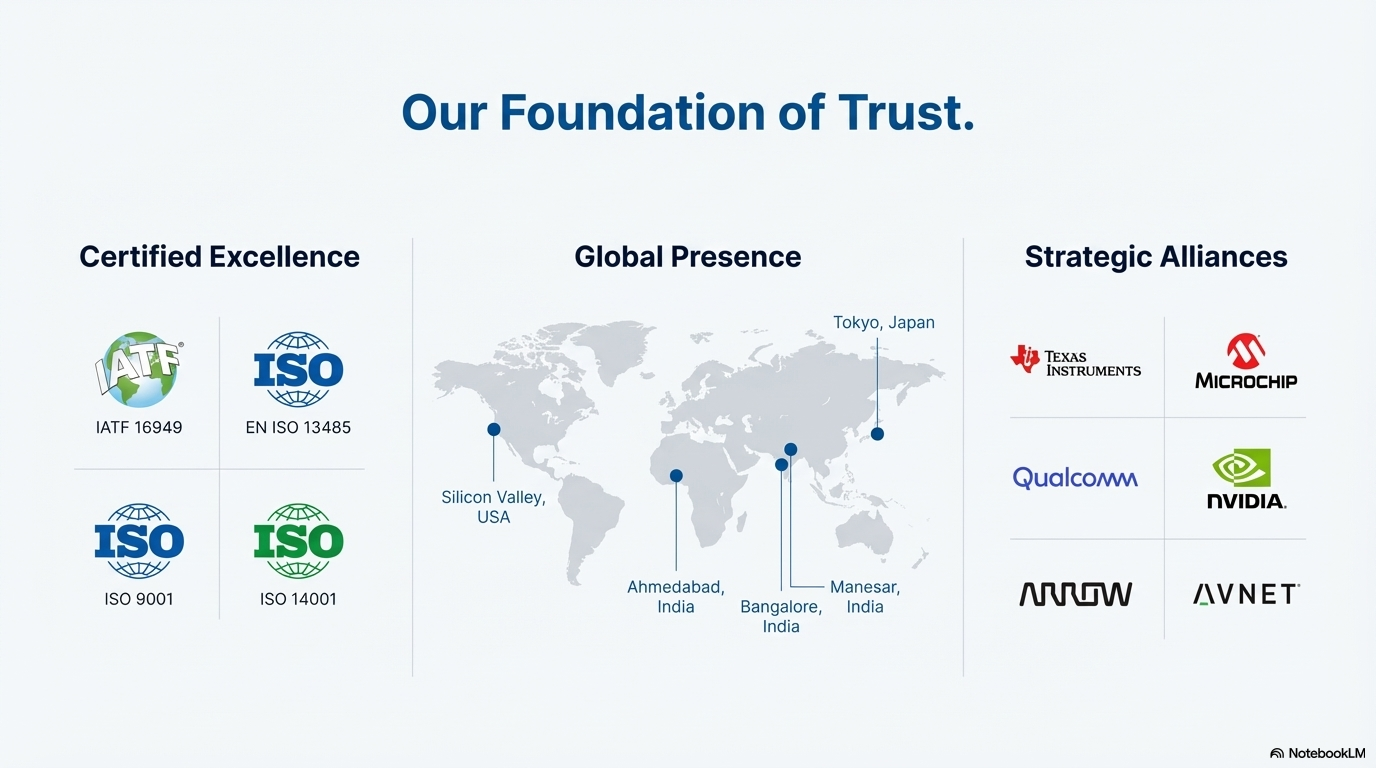 Our Foundation of Trust.
Certified Excellence
IATF®
IATF 16949
ISO
EN ISO 13485
ISO
ISO 9001
ISO
ISO 14001
Global Presence
Tokyo, Japan
Silicon Valley,
USA
Ahmedabad,
India
Bangalore,
India
Manesar,
India
Strategic Alliances
TEXAS
INSTRUMENTS
MICROCHIP
Qualcomm
NVIDIA.
ARROW
AVNET
NotebookLM